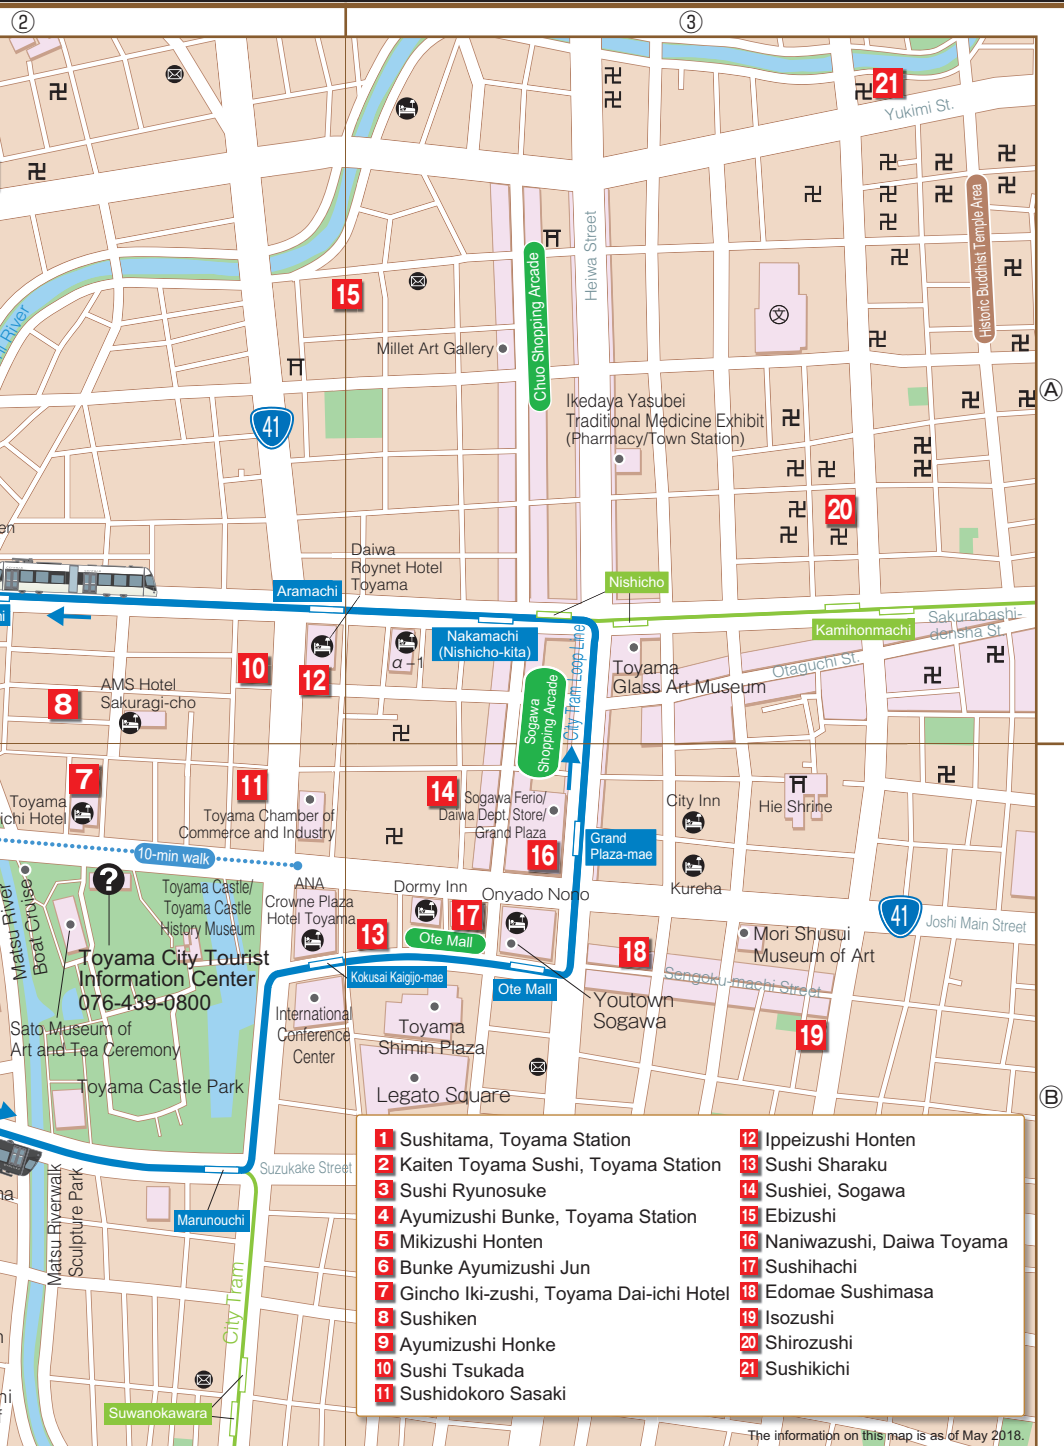 ②
③
21
Yukimi St.
Historic Buddhist Temple Area
Heiwa Street
Chuo Shopping Arcade
15
文
Millet Art Gallery
Ⓐ
Ikedaya Yasubei
Traditional Medicine Exhibit
(Pharmacy/Town Station)
41
20
Daiwa
Roynet Hotel
Toyama
Aramachi
Nishicho
Nakamachi
(Nishicho-kita)
Kamihonmachi
Sakurabashi-
densha St.
Otaguchi St.
α-1
10
12
Toyama
Glass Art Museum
City Tram Loop Line
Sogawa
Shopping Arcade
8
AMS Hotel
Sakuragi-cho
7
Toyama
ichi Hotel
11
Toyama Chamber of
Commerce and Industry
14
Sogawa Ferio/
Daiwa Dept. Store/
Grand Plaza
16
City Inn
Hie Shrine
Grand
Plaza-mae
Kureha
10-min walk
?
Toyama Castle/
Toyama Castle
History Museum
ANA
Crowne Plaza
Hotel Toyama
Dormy Inn
Onyado Nono
17
13
Ote Mall
41
Joshi Main Street
Matsu River
Boat Cruise
Toyama City Tourist
Information Center
076-439-0800
18
Mori Shusui
Museum of Art
Kokusai Kaigijo-mae
Ote Mall
Sengoku-machi Street
Youtown
Sogawa
International
Conference
Center
Toyama
Shimin Plaza
19
Sato Museum of
Art and Tea Ceremony
Toyama Castle Park
Legato Square
Ⓑ
Suzukake Street
Marunouchi
Matsu Riverwalk
Sculpture Park
City Tram
Suwanokawara
1 Sushitama, Toyama Station
2 Kaiten Toyama Sushi, Toyama Station
3 Sushi Ryunosuke
4 Ayumizushi Bunke, Toyama Station
5 Mikizushi Honten
6 Bunke Ayumizushi Jun
7 Gincho Iki-zushi, Toyama Dai-ichi Hotel
8 Sushiken
9 Ayumizushi Honke
10 Sushi Tsukada
11 Sushidokoro Sasaki
12 Ippeizushi Honten
13 Sushi Sharaku
14 Sushiei, Sogawa
15 Ebizushi
16 Naniwazushi, Daiwa Toyama
17 Sushihachi
18 Edomae Sushimasa
19 Isozushi
20 Shirozushi
21 Sushikichi
The information on this map is as of May 2018.